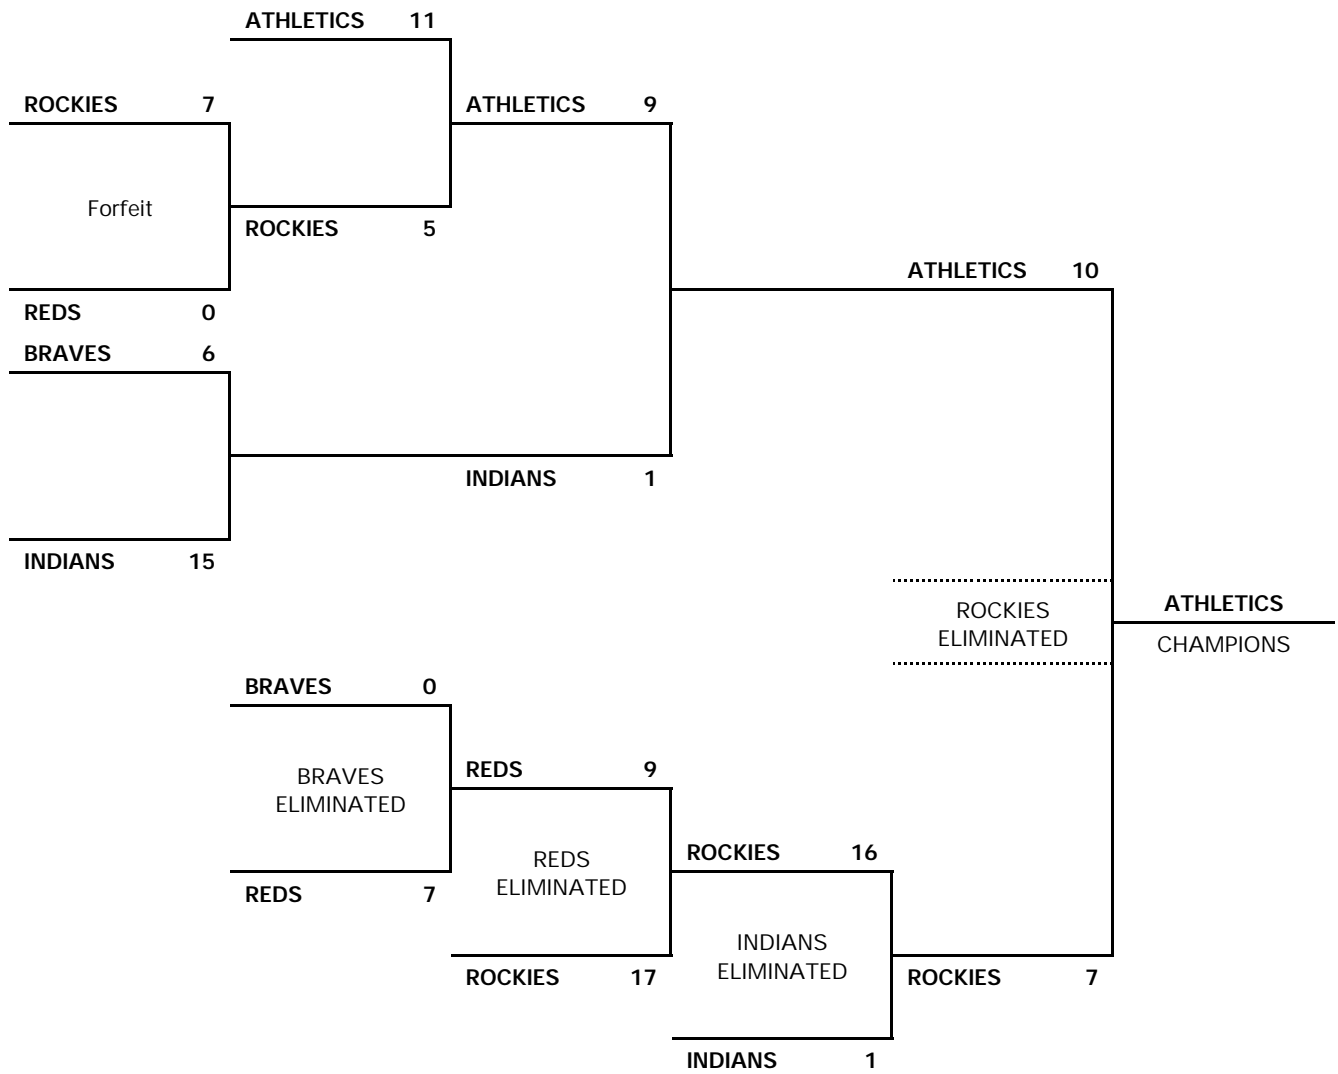 ATHLETICS 11
ROCKIES 7
ATHLETICS 9
Forfeit
ROCKIES 5
ATHLETICS 10
REDS 0
BRAVES 6
INDIANS 1
INDIANS 15
ROCKIES
ELIMINATED
ATHLETICS
CHAMPIONS
BRAVES 0
BRAVES
ELIMINATED
REDS 9
REDS 7
REDS
ELIMINATED
ROCKIES 16
ROCKIES 17
INDIANS
ELIMINATED
ROCKIES 7
INDIANS 1